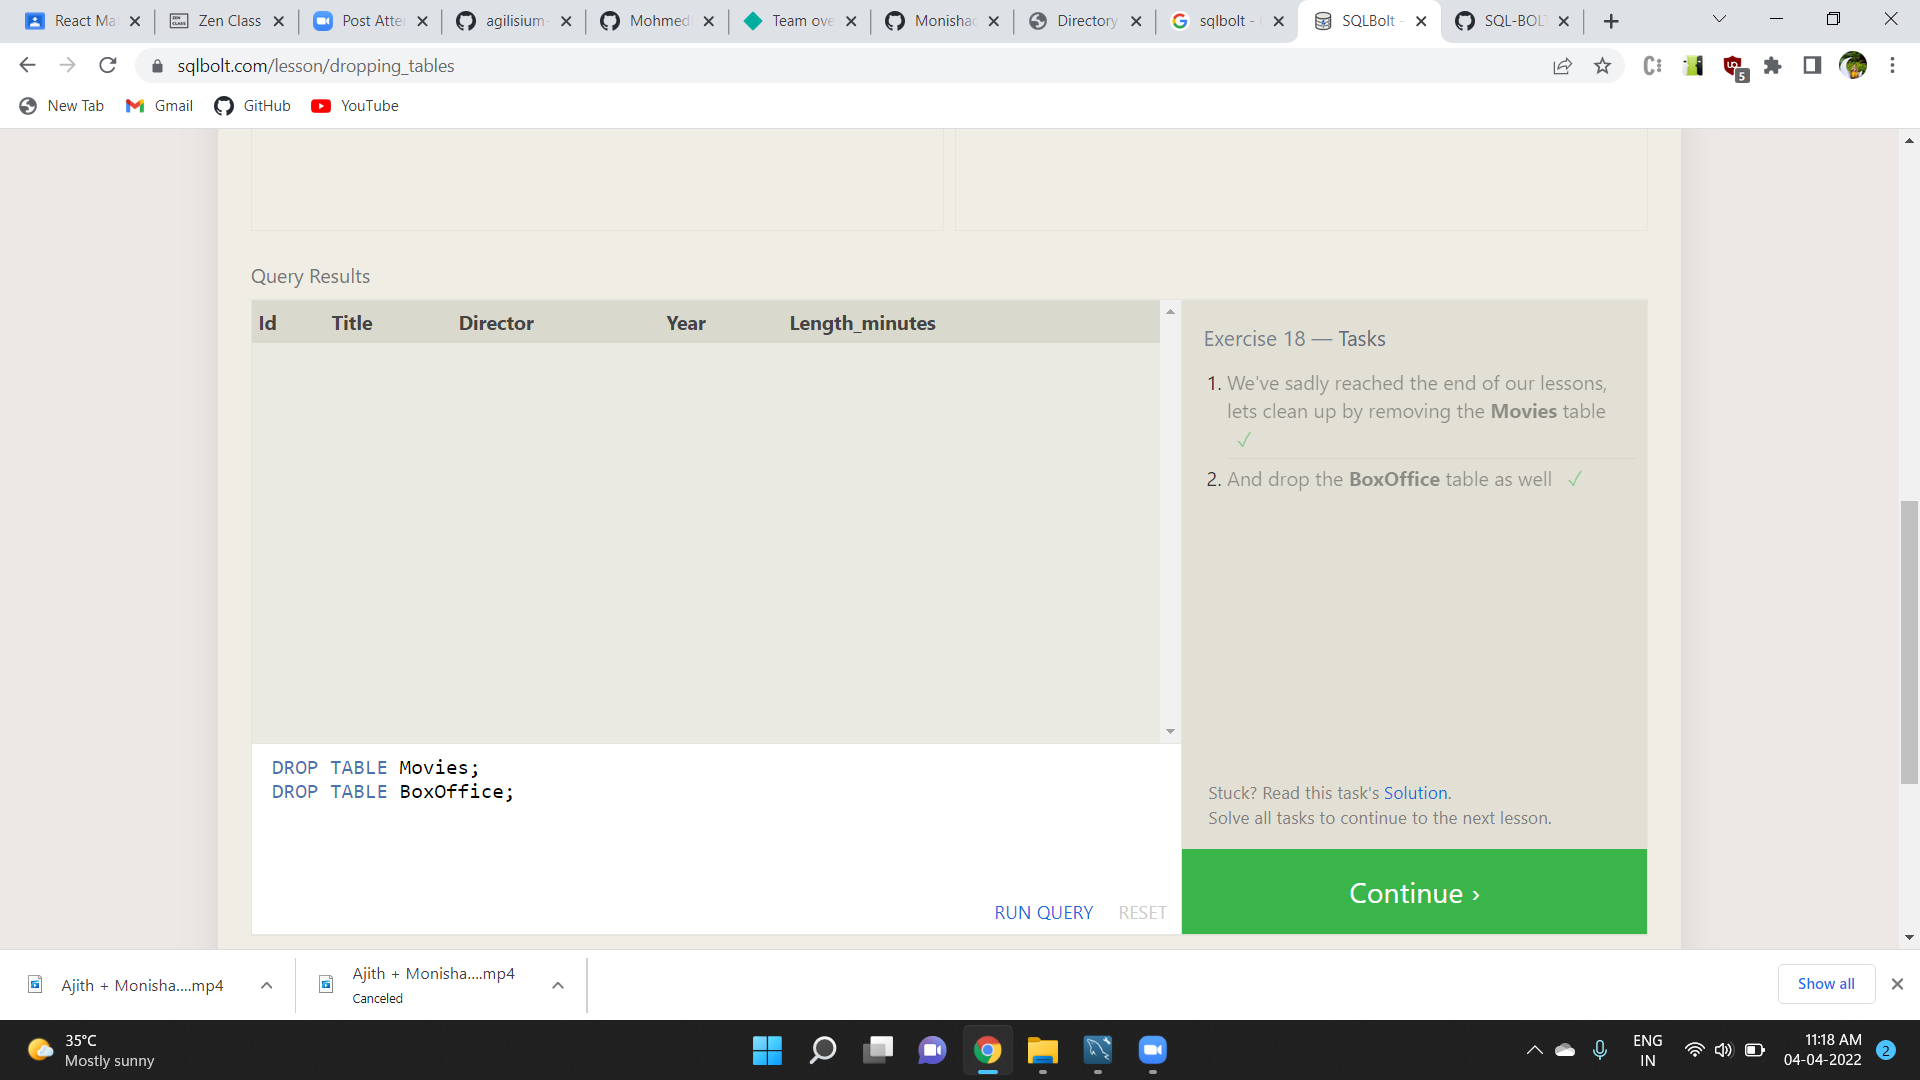 React Ma
Zen Class
Post Atte
agilisium-
Mohmed
Team ove
Monishac
Directory
sqlbolt -
SQLBolt -
SQL-BOLT
sqlbolt.com/lesson/dropping_tables
5
New Tab
Gmail
GitHub
YouTube
Query Results
Id Title Director Year Length_minutes
Exercise 18 — Tasks
1. We've sadly reached the end of our lessons,
lets clean up by removing the Movies table
✓
2. And drop the BoxOffice table as well ✓
DROP TABLE Movies;
DROP TABLE BoxOffice;
Stuck? Read this task's Solution.
Solve all tasks to continue to the next lesson.
RUN QUERY RESET
Continue ›
Ajith + Monisha....mp4
Ajith + Monisha....mp4
Canceled
Show all
35°C
Mostly sunny
ENG
IN
11:18 AM
04-04-2022
2